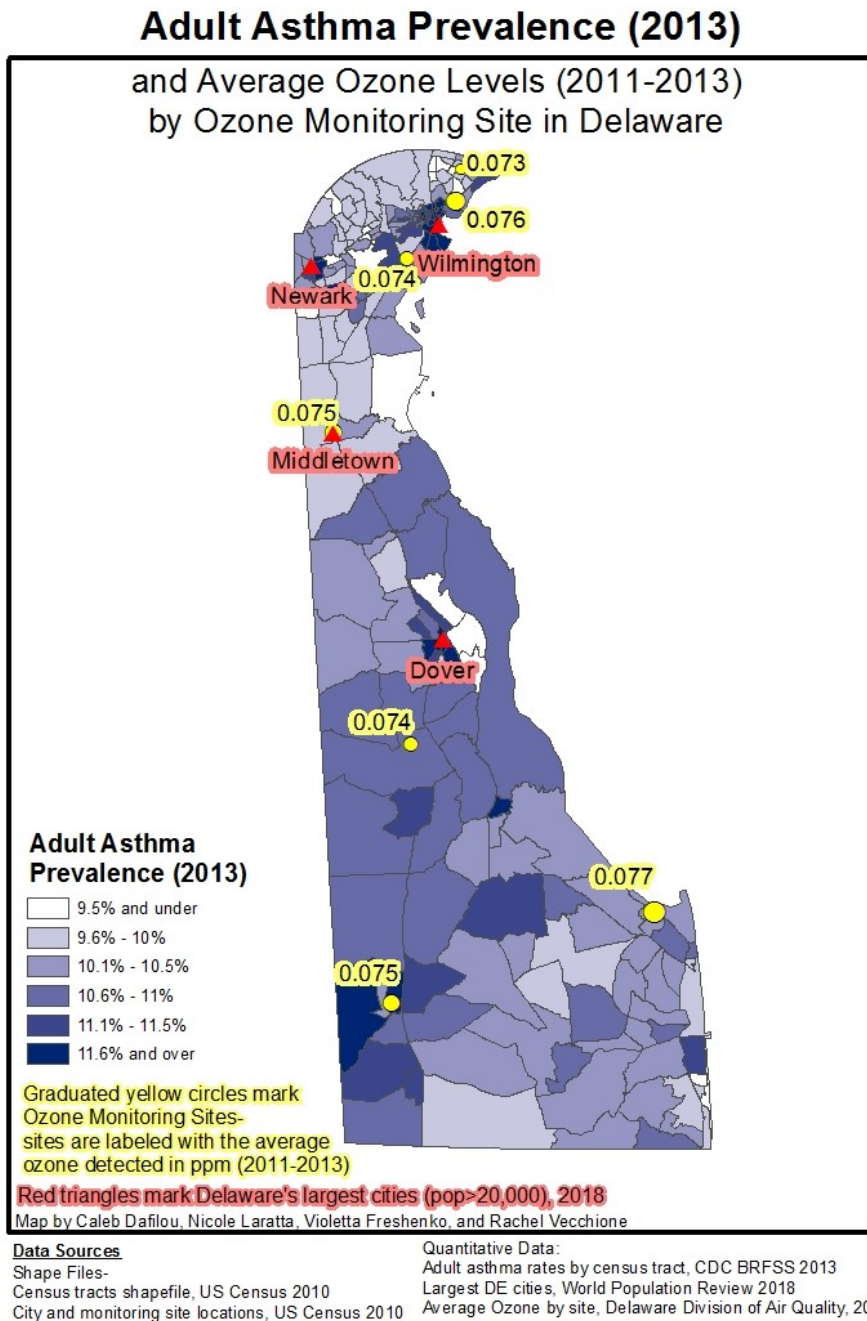 Adult Asthma Prevalence (2013)
and Average Ozone Levels (2011-2013)
by Ozone Monitoring Site in Delaware
0.073
0.076
Wilmington
0.074
Newark
0.075
Middletown
Dover
0.074
0.077
0.075
Adult Asthma
Prevalence (2013)
9.5% and under
9.6% - 10%
10.1% - 10.5%
10.6% - 11%
11.1% - 11.5%
11.6% and over
Graduated yellow circles mark
Ozone Monitoring Sites-
sites are labeled with the average
ozone detected in ppm (2011-2013)
Red triangles mark Delaware's largest cities (pop>20,000), 2018
Map by Caleb Dafilou, Nicole Laratta, Violetta Freshenko, and Rachel Vecchione
Data Sources
Shape Files-
Census tracts shapefile, US Census 2010
City and monitoring site locations, US Census 2010
Quantitative Data:
Adult asthma rates by census tract, CDC BRFSS 2013
Largest DE cities, World Population Review 2018
Average Ozone by site, Delaware Division of Air Quality,